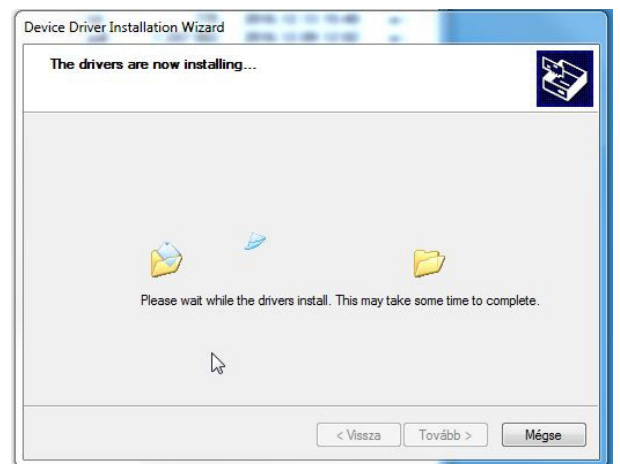 Device Driver Installation Wizard
The drivers are now installing...
Please wait while the drivers install. This may take some time to complete.
< Vissza
Tovább >
Mégse